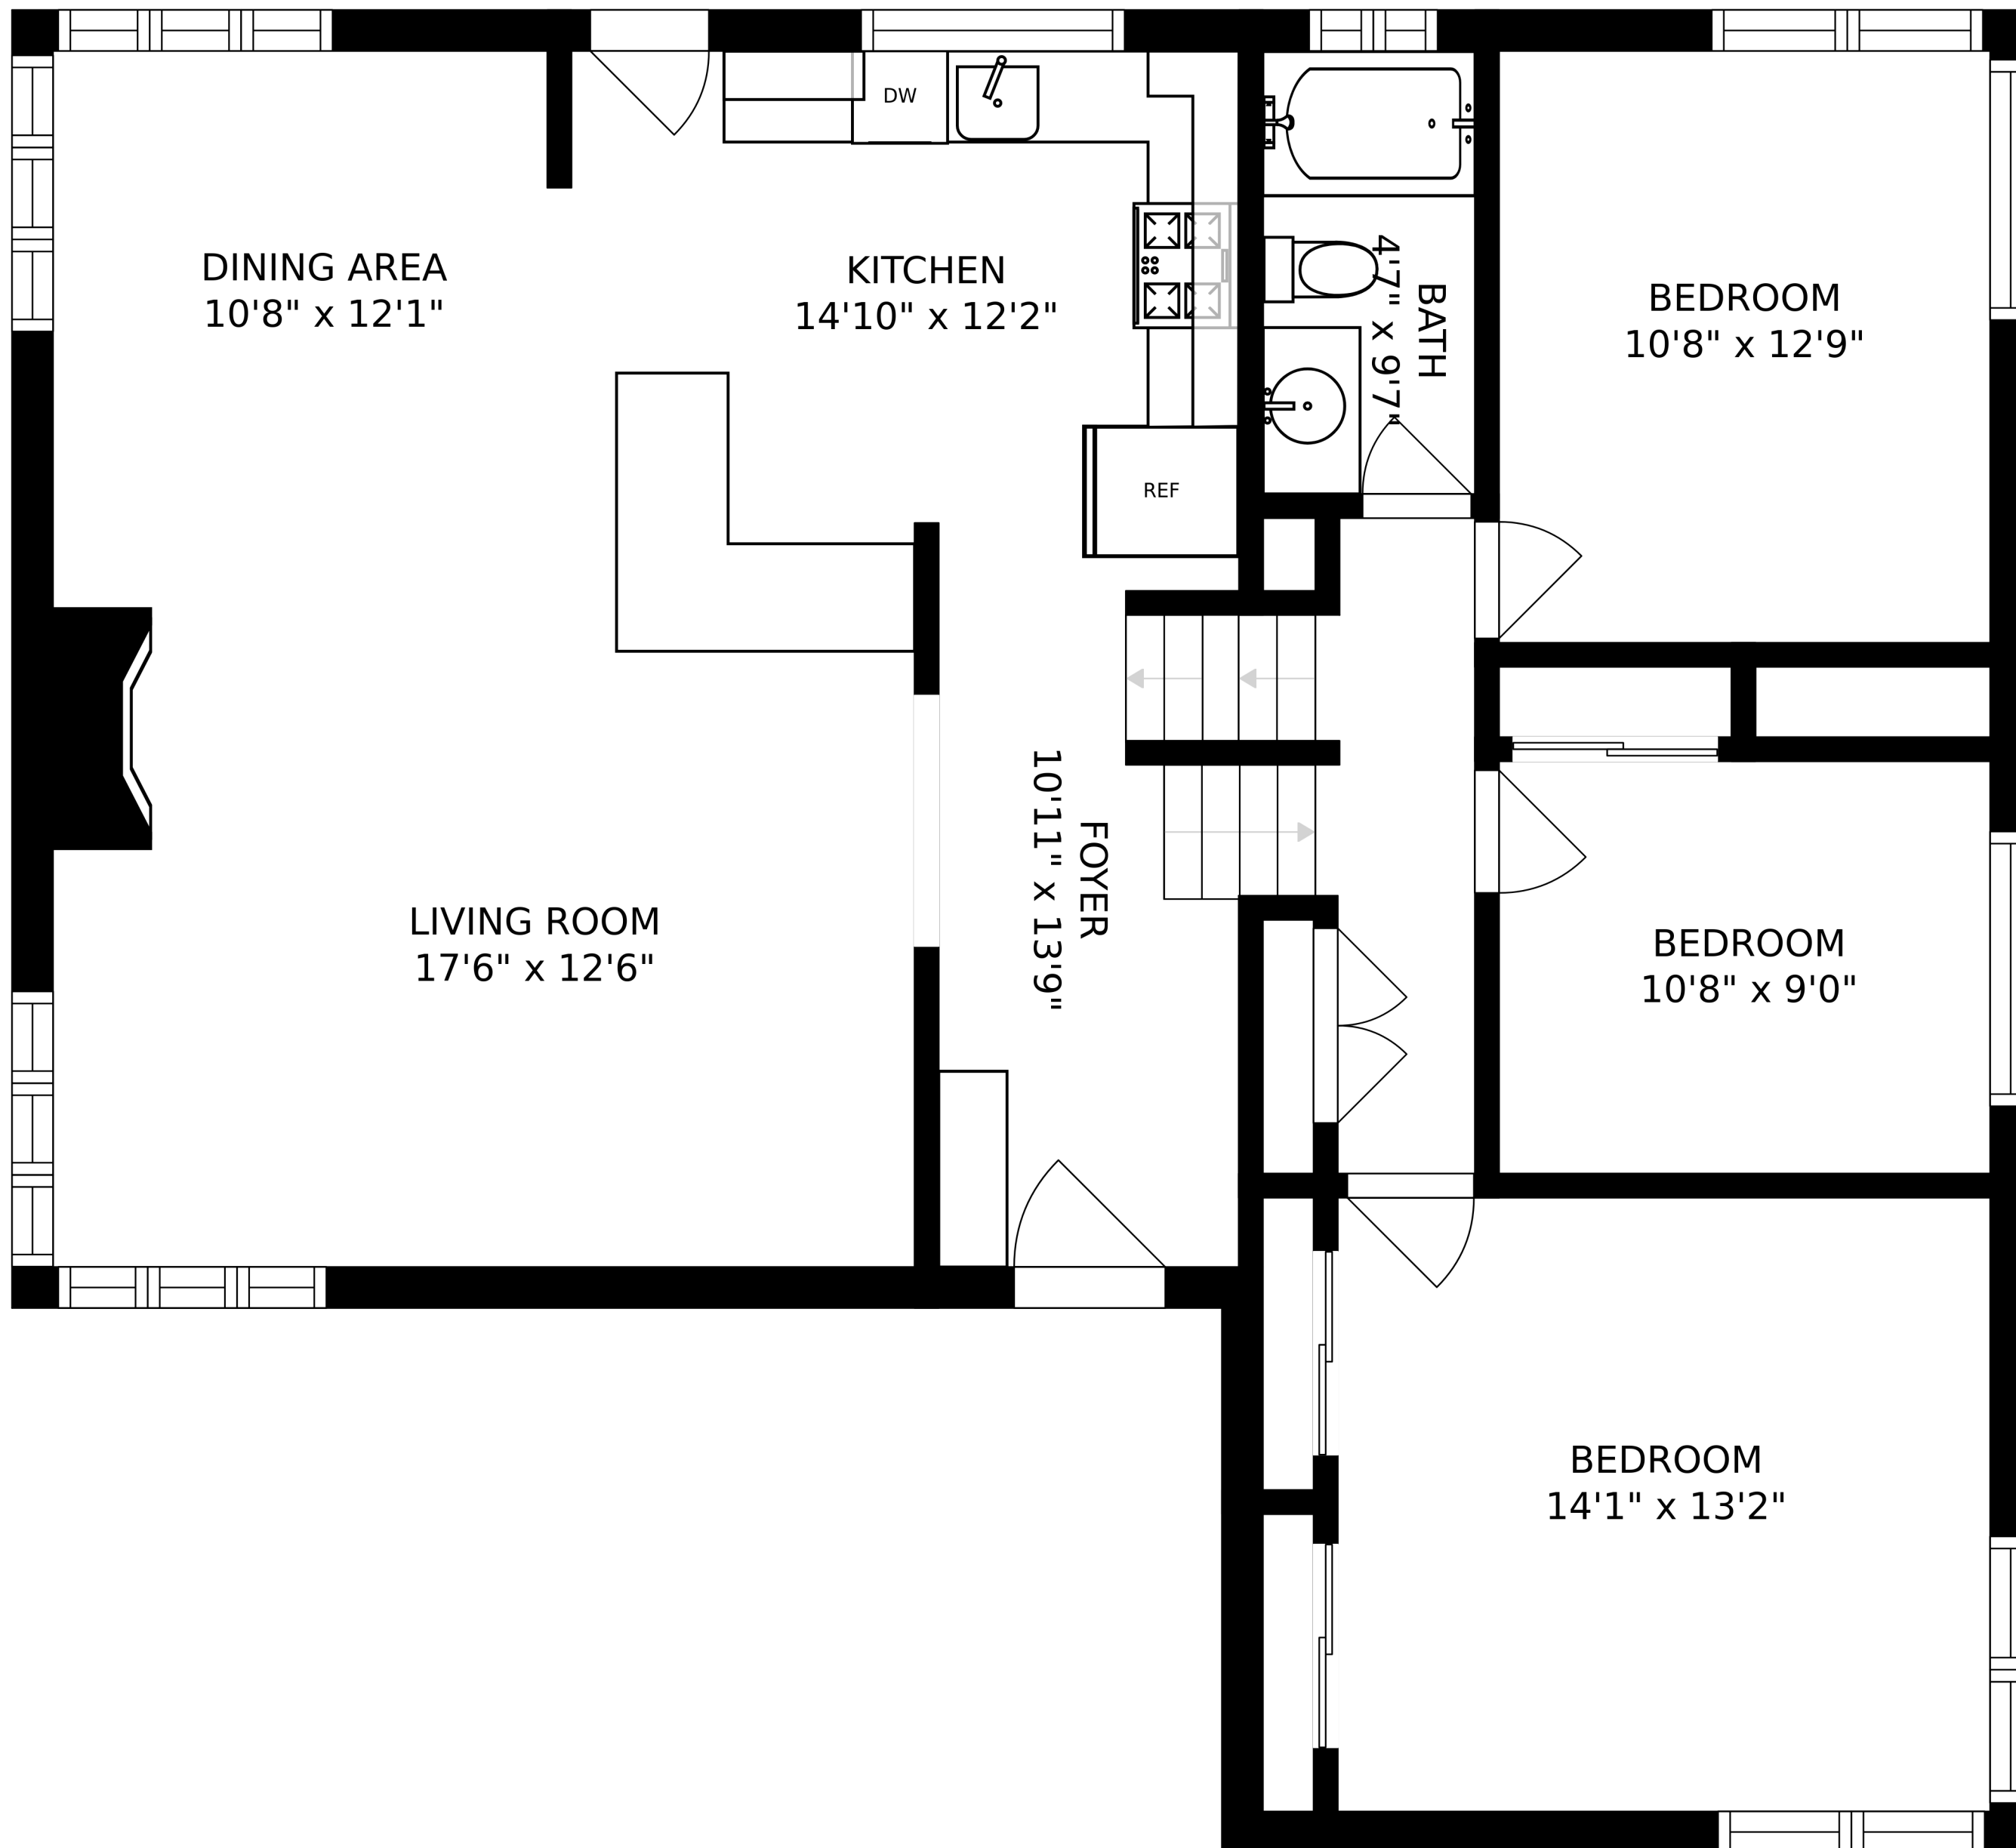 DINING AREA
10'8" x 12'1"
KITCHEN
14'10" x 12'2"
DW
REF
BATH
4'7" x 9'7"
BEDROOM
10'8" x 12'9"
LIVING ROOM
17'6" x 12'6"
FOYER
10'11" x 13'9"
BEDROOM
10'8" x 9'0"
BEDROOM
14'1" x 13'2"